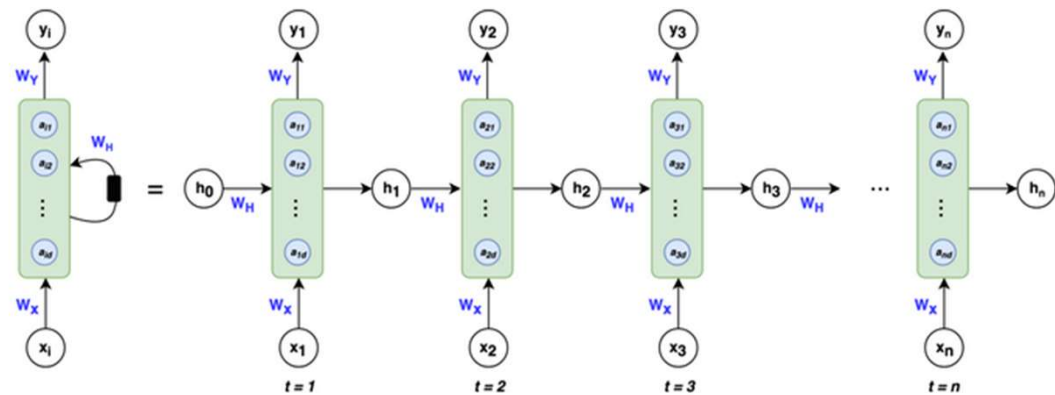 yi y1 y2 y3 yn
WY WY WY WY WY
ai1 a11 a21 a31 an1
WH
ai2 a12 a22 a32 an2
= h0 h1 h2 h3 ... hn
WH WH WH WH
⋮ ⋮ ⋮ ⋮ ⋮
aid a1d a2d a3d and
WX WX WX WX WX
xi x1 x2 x3 xn
t = 1 t = 2 t = 3 t = n